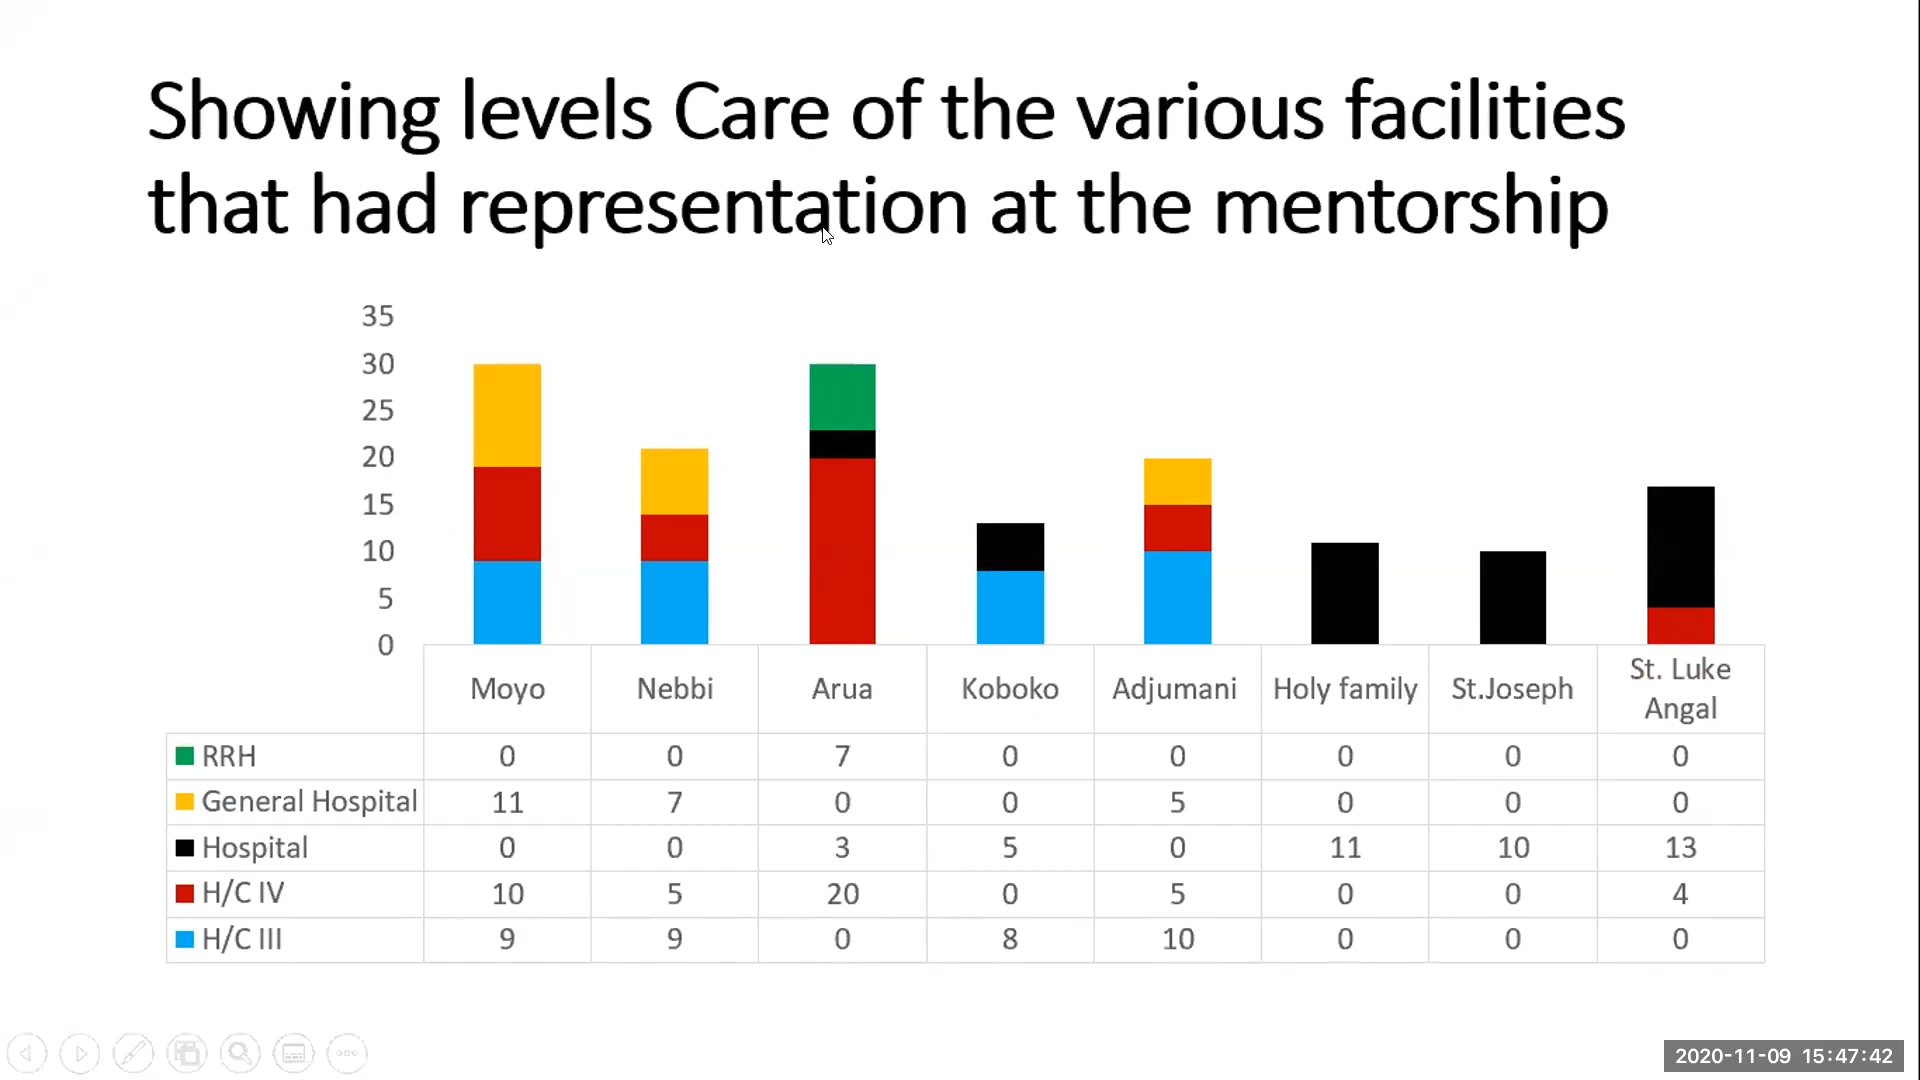 Showing levels Care of the various facilities
that had representation at the mentorship
35
30
25
20
15
10
5
0
Moyo Nebbi Arua Koboko Adjumani Holy family St.Joseph St. Luke
Angal
RRH 0 0 7 0 0 0 0 0
General Hospital 11 7 0 0 5 0 0 0
Hospital 0 0 3 5 0 11 10 13
H/C IV 10 5 20 0 5 0 0 4
H/C III 9 9 0 8 10 0 0 0
2020-11-09 15:47:42